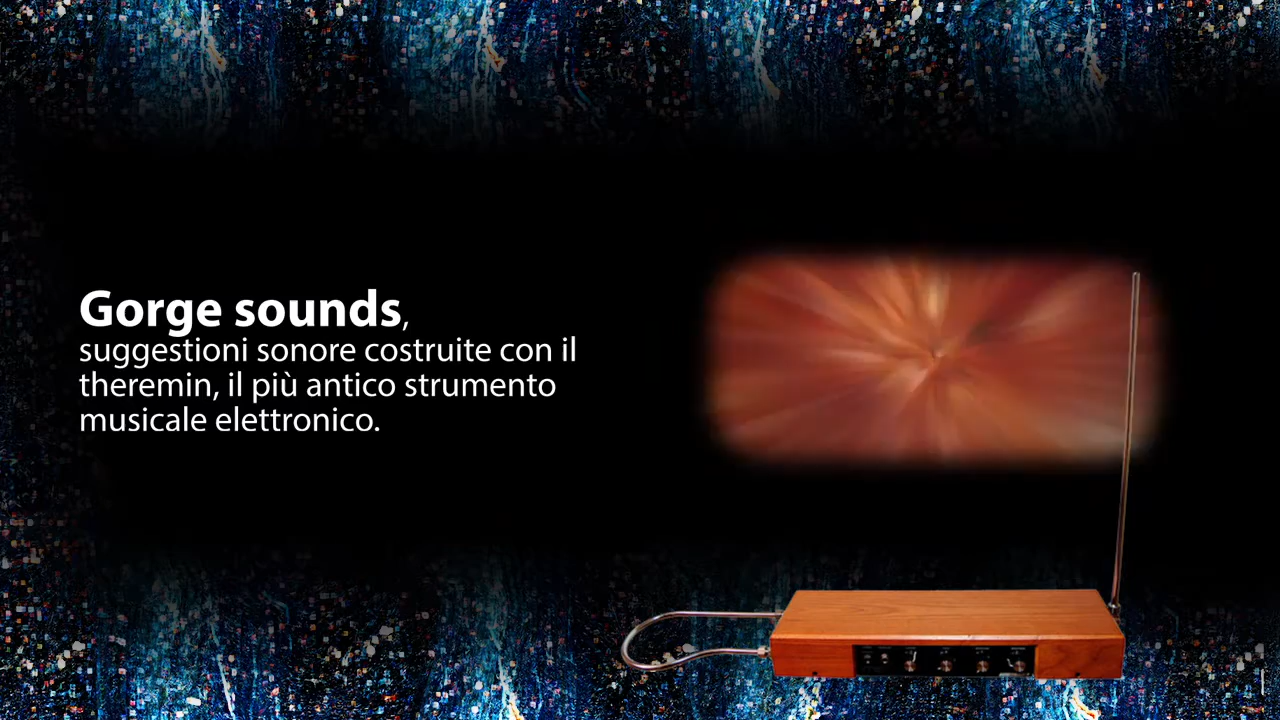 Gorge sounds,
suggestioni sonore costruite con il
theremin, il più antico strumento
musicale elettronico.